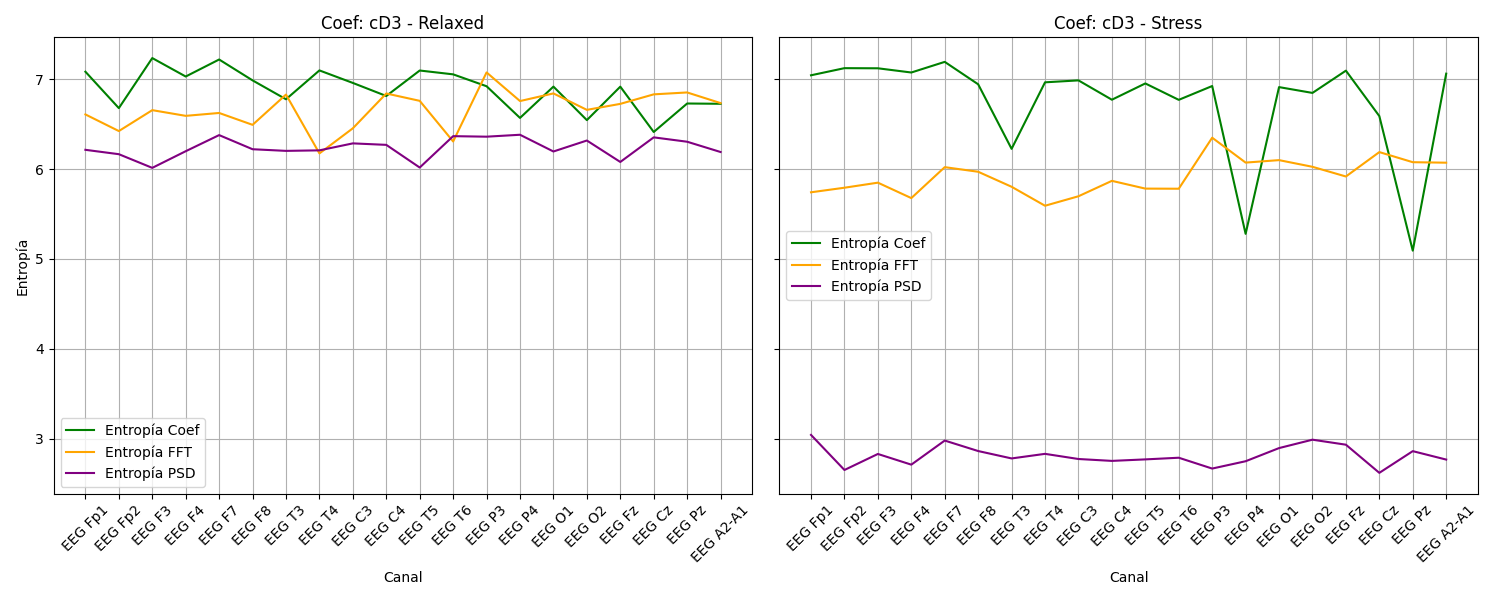 Coef: cD3 - Relaxed
Entropía
7
6
5
4
3
Entropía Coef
Entropía FFT
Entropía PSD
EEG Fp1
EEG Fp2
EEG F3
EEG F4
EEG F7
EEG F8
EEG T3
EEG T4
EEG C3
EEG C4
EEG T5
EEG T6
EEG P3
EEG P4
EEG O1
EEG O2
EEG Fz
EEG Cz
EEG Pz
EEG A2-A1
Canal
Coef: cD3 - Stress
Entropía Coef
Entropía FFT
Entropía PSD
EEG Fp1
EEG Fp2
EEG F3
EEG F4
EEG F7
EEG F8
EEG T3
EEG T4
EEG C3
EEG C4
EEG T5
EEG T6
EEG P3
EEG P4
EEG O1
EEG O2
EEG Fz
EEG Cz
EEG Pz
EEG A2-A1
Canal